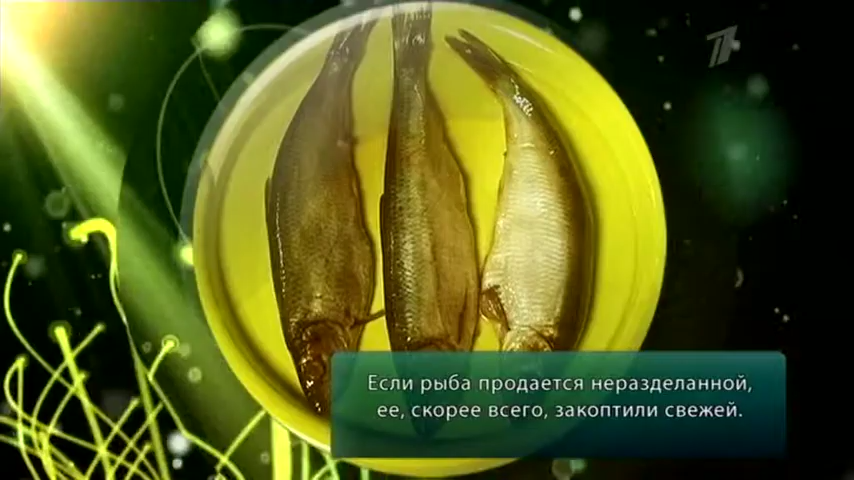 Если рыба продается неразделанной,
ее, скорее всего, закоптили свежей.